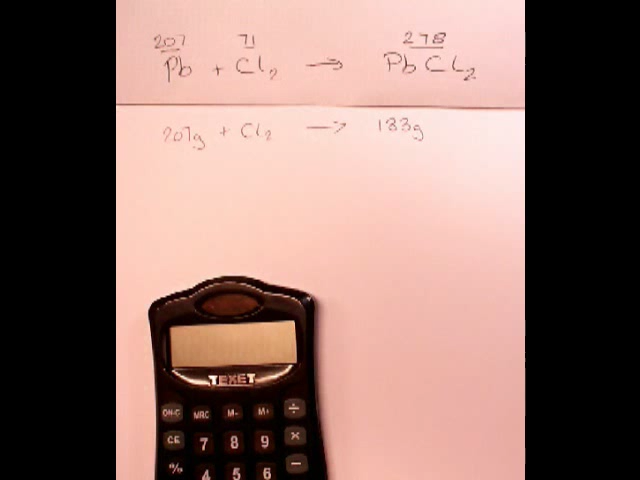 207 71 278
Pb + Cl₂ → PbCl₂
207g + Cl₂ → 183g
TEXET
ON·C MRC M− M+ ÷
CE 7 8 9 ×
% 4 5 6 −